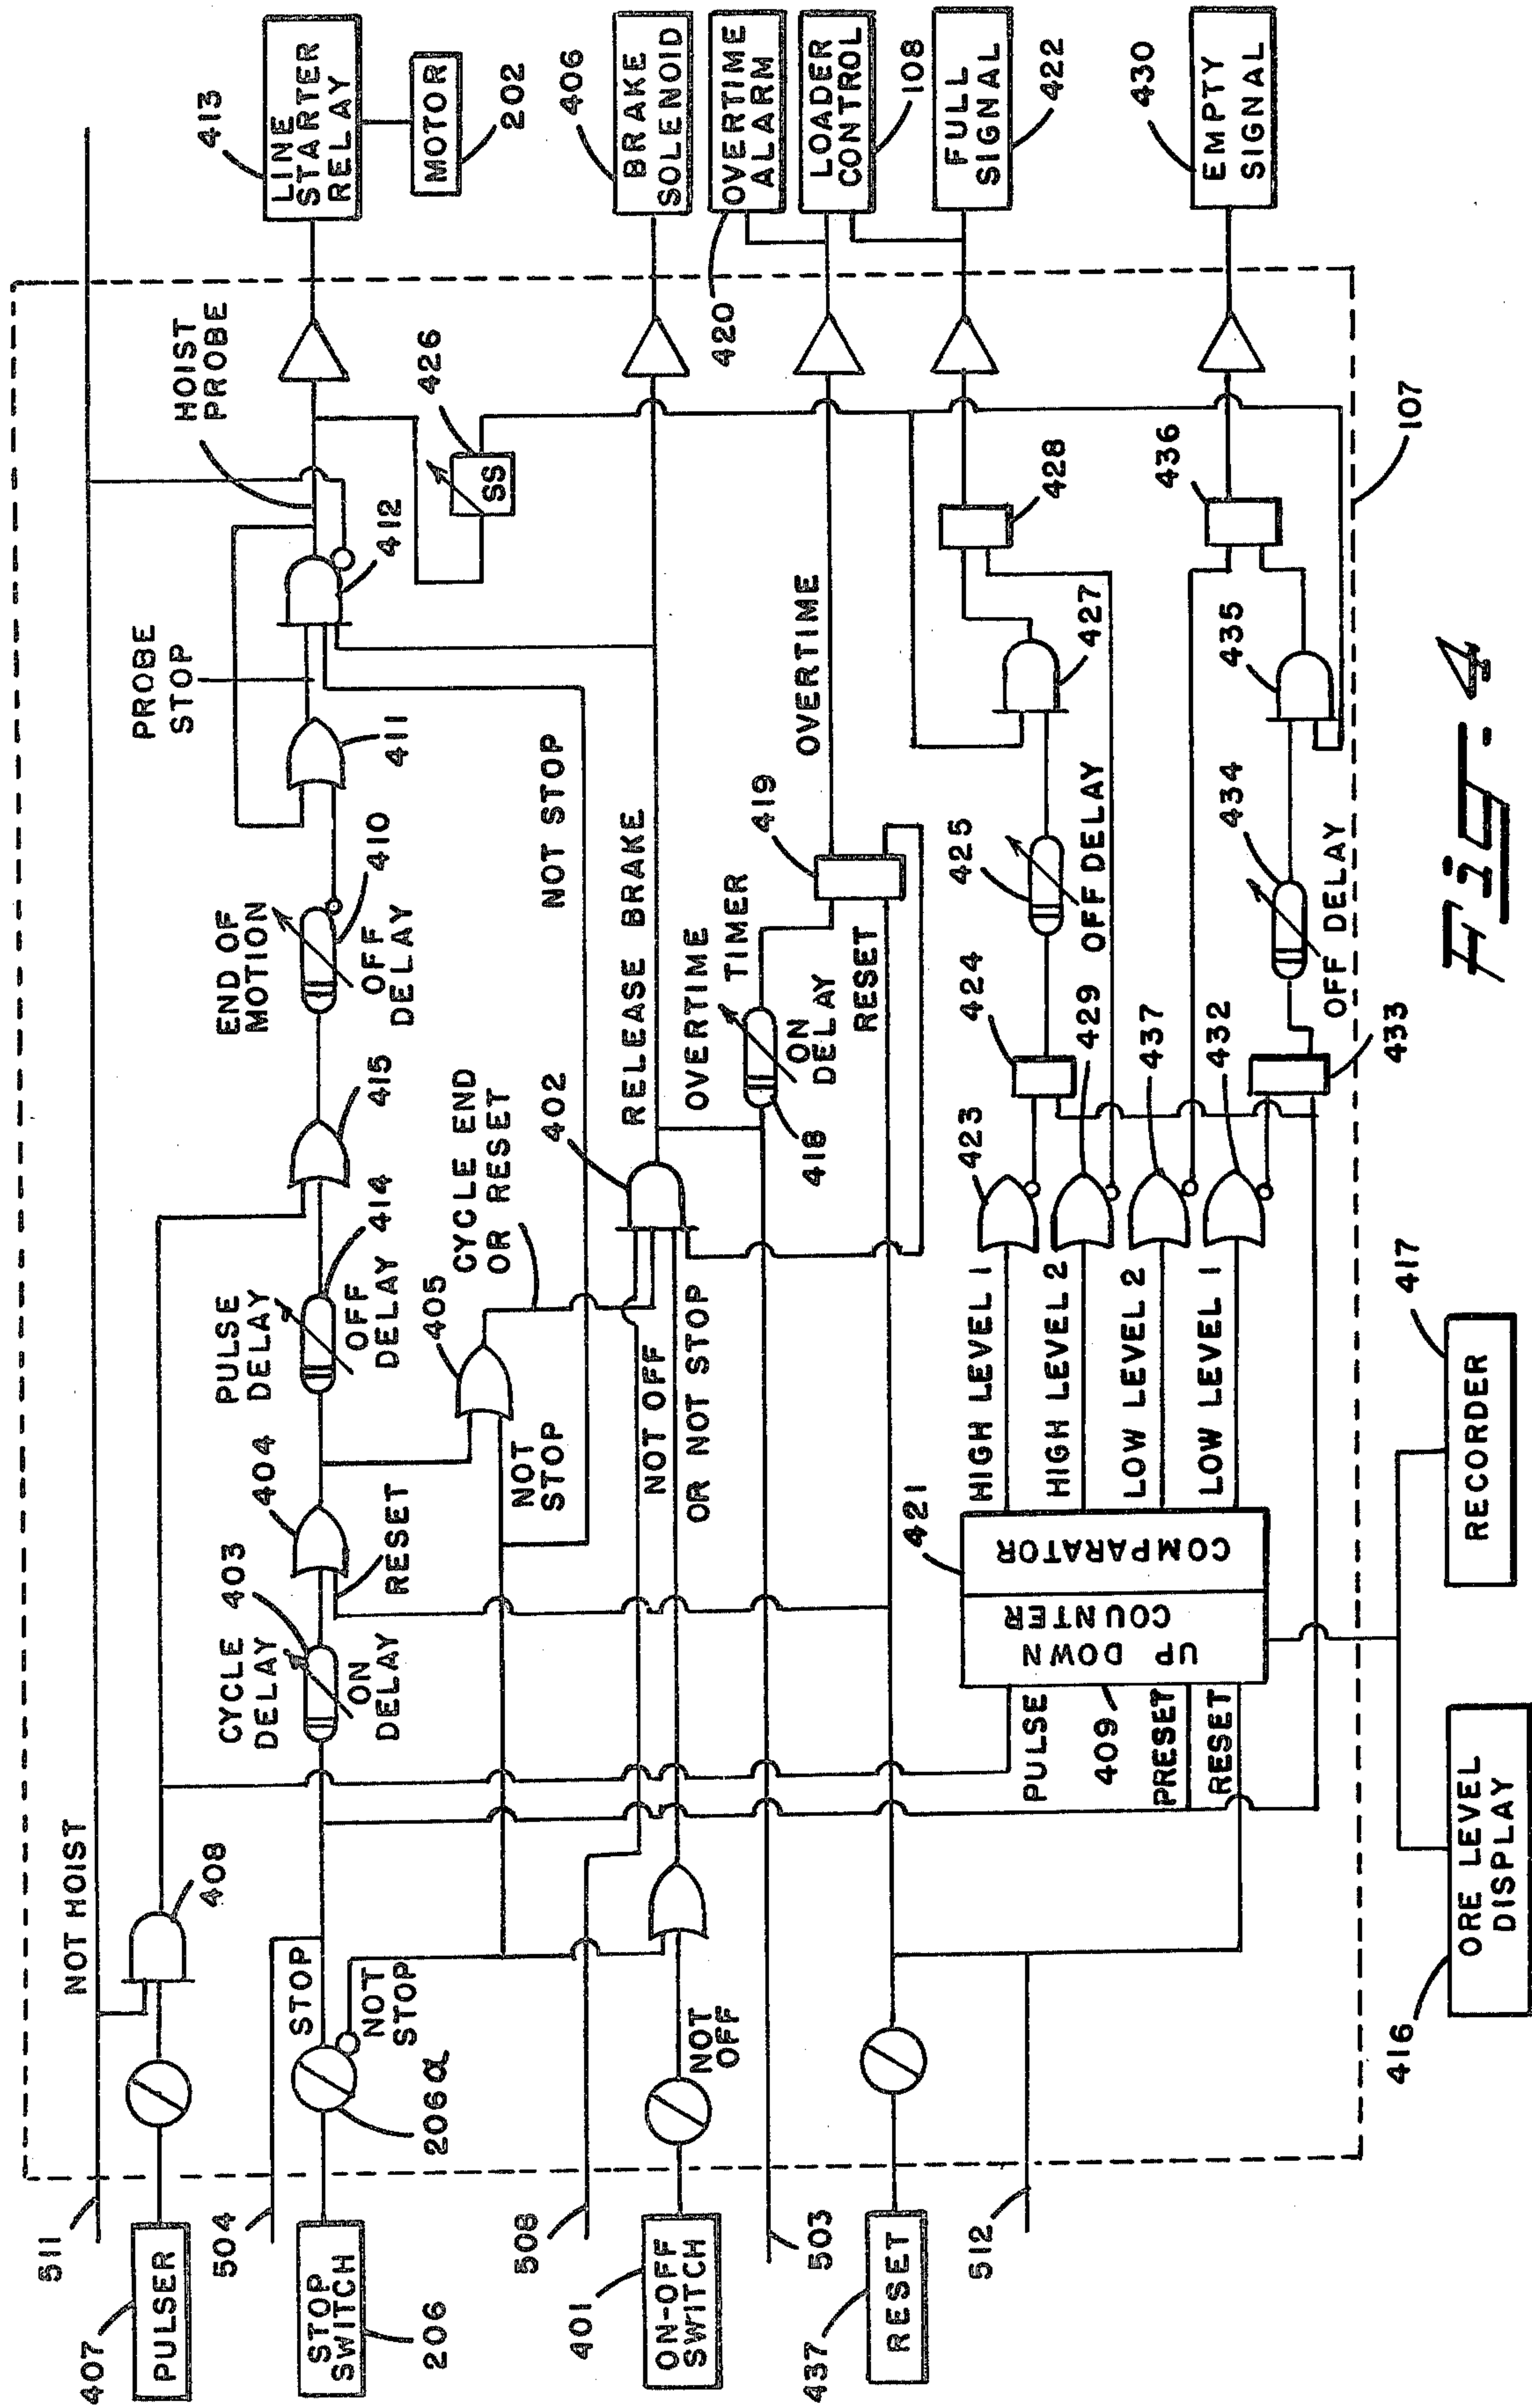 511
NOT HOIST
407
PULSER
408
504
STOP
SWITCH
206
STOP
NOT
STOP
206a
CYCLE
DELAY
403
ON
DELAY
404
RESET
PULSE
DELAY
414
OFF
DELAY
415
END OF
MOTION
410
OFF
DELAY
411
PROBE
STOP
412
HOIST
PROBE
413
LINE
STARTER
RELAY
MOTOR
202
426
SS
508
401
ON-OFF
SWITCH
NOT
OFF
NOT
STOP
405
CYCLE END
OR RESET
NOT OFF
OR NOT STOP
402
NOT STOP
RELEASE BRAKE
406
BRAKE
SOLENOID
503
OVERTIME
TIMER
418
ON
DELAY
RESET
419
OVERTIME
420
OVERTIME
ALARM
LOADER
CONTROL
108
437
RESET
512
PULSE
409
PRESET
RESET
UP DOWN
COUNTER
COMPARATOR
421
HIGH LEVEL 1
HIGH LEVEL 2
LOW LEVEL 2
LOW LEVEL 1
423
429
437
432
424
425
OFF DELAY
427
428
FULL
SIGNAL
422
433
434
OFF DELAY
435
436
EMPTY
SIGNAL
430
107
416
ORE LEVEL
DISPLAY
RECORDER
417
Fig-4